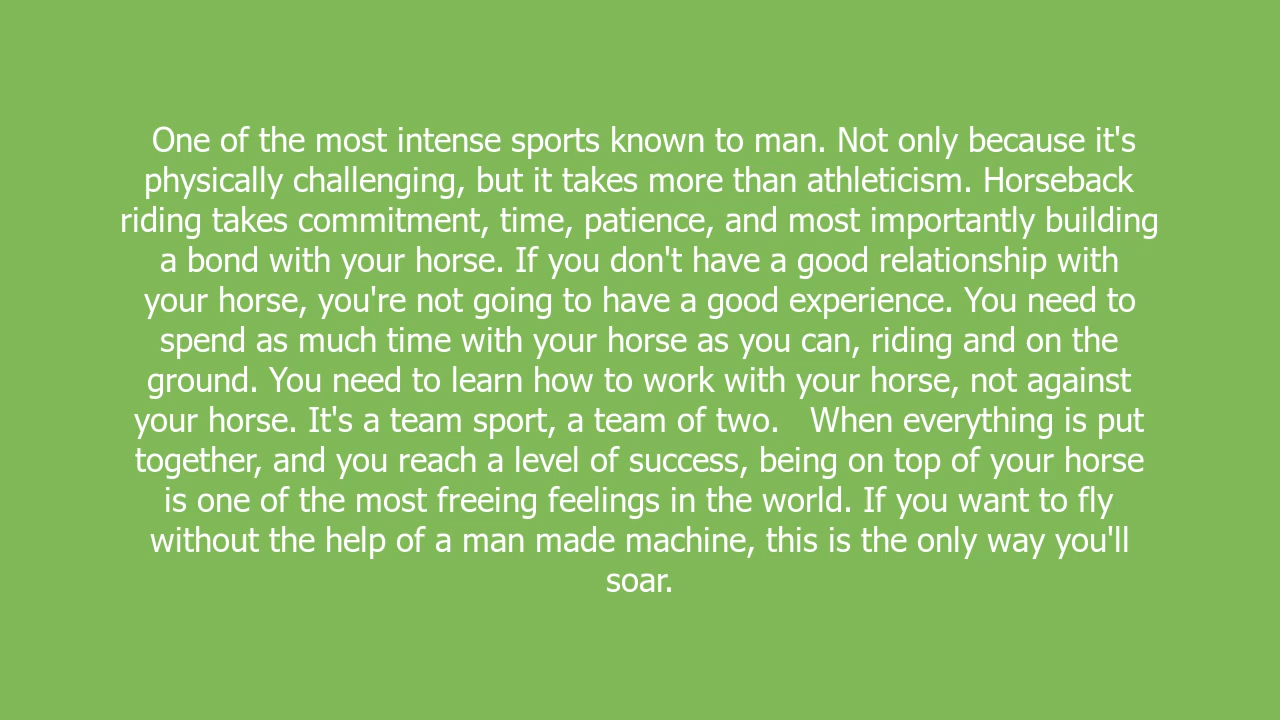 One of the most intense sports known to man. Not only because it's
physically challenging, but it takes more than athleticism. Horseback
riding takes commitment, time, patience, and most importantly building
a bond with your horse. If you don't have a good relationship with
your horse, you're not going to have a good experience. You need to
spend as much time with your horse as you can, riding and on the
ground. You need to learn how to work with your horse, not against
your horse. It's a team sport, a team of two.   When everything is put
together, and you reach a level of success, being on top of your horse
is one of the most freeing feelings in the world. If you want to fly
without the help of a man made machine, this is the only way you'll
soar.